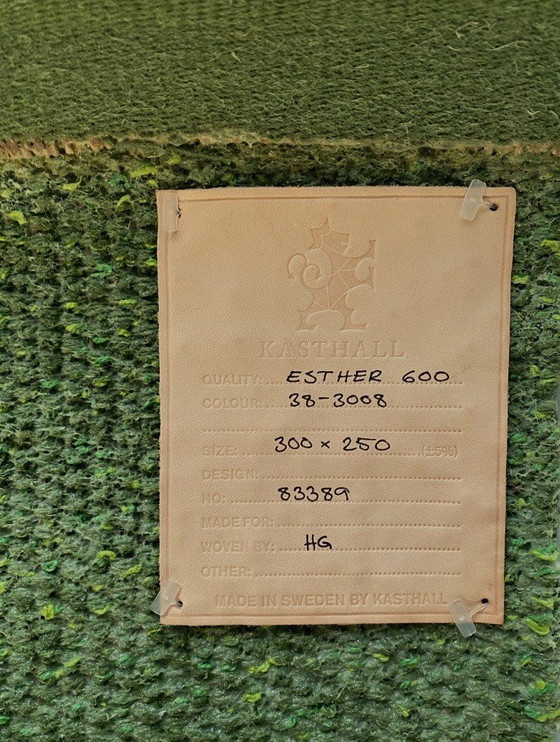 KASTHALL
QUALITY: ESTHER 600
COLOUR: 38-3008
SIZE: 300 x 250 (±5%)
DESIGN:
NO: 83389
MADE FOR:
WOVEN BY: HG
OTHER:
MADE IN SWEDEN BY KASTHALL